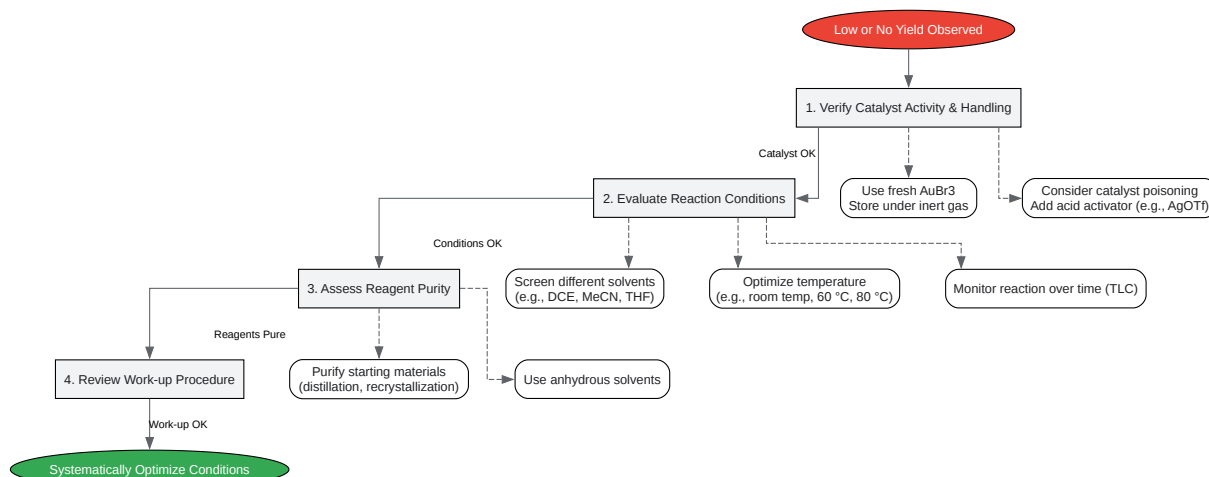 Low or No Yield Observed
1. Verify Catalyst Activity & Handling
Catalyst OK
Use fresh AuBr3
Store under inert gas
Consider catalyst poisoning
Add acid activator (e.g., AgOTf)
2. Evaluate Reaction Conditions
Conditions OK
Screen different solvents
(e.g., DCE, MeCN, THF)
Optimize temperature
(e.g., room temp, 60 °C, 80 °C)
Monitor reaction over time (TLC)
3. Assess Reagent Purity
Reagents Pure
Purify starting materials
(distillation, recrystallization)
Use anhydrous solvents
4. Review Work-up Procedure
Work-up OK
Systematically Optimize Conditions